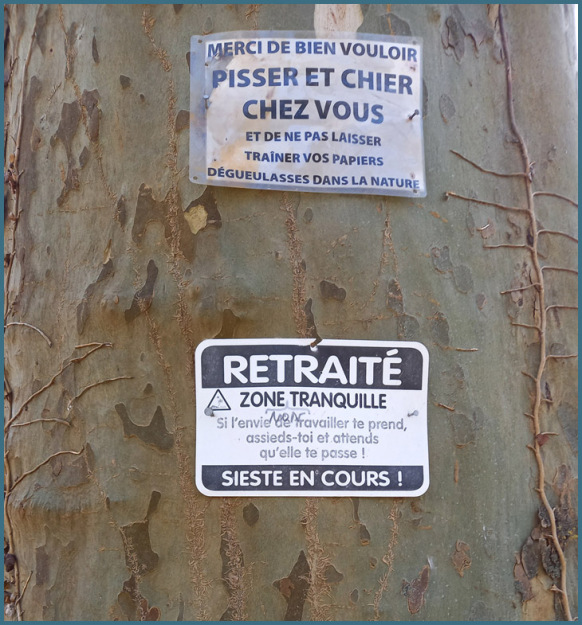 MERCI DE BIEN VOULOIR
PISSER ET CHIER
CHEZ VOUS
ET DE NE PAS LAISSER
TRAÎNER VOS PAPIERS
DÉGUEULASSES DANS LA NATURE
RETRAITÉ
ZONE TRANQUILLE
Si l'envie de travailler te prend,
assieds-toi et attends
qu'elle te passe !
SIESTE EN COURS !